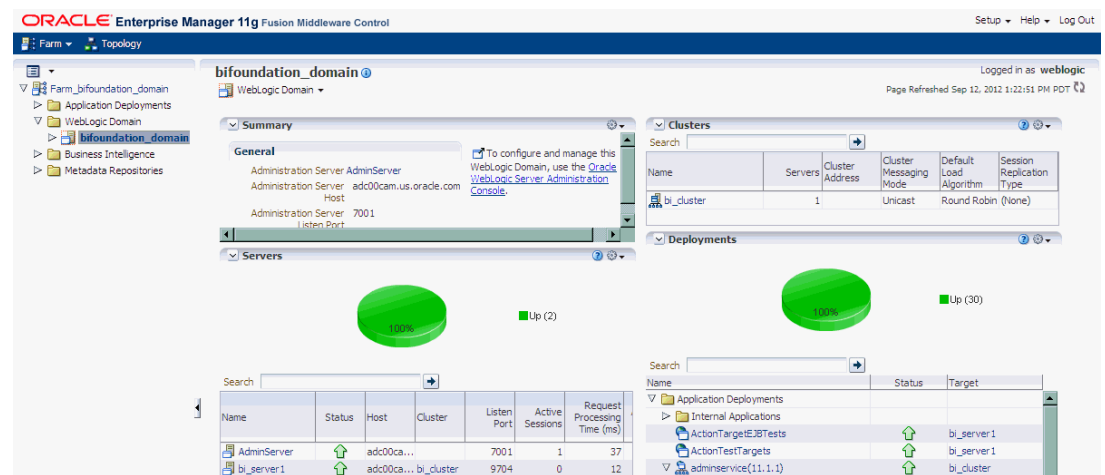 ORACLE Enterprise Manager 11g Fusion Middleware Control
Setup Help Log Out
Farm Topology
Farm_bifoundation_domain
Application Deployments
WebLogic Domain
bifoundation_domain
Business Intelligence
Metadata Repositories
bifoundation_domain
WebLogic Domain
Logged in as weblogic
Page Refreshed Sep 12, 2012 1:22:51 PM PDT
Summary
General
Administration Server AdminServer
Administration Server adc00cam.us.oracle.com
Host
Administration Server 7001
Listen Port
To configure and manage this
WebLogic Domain, use the Oracle
WebLogic Server Administration
Console.
Servers
100%
Up (2)
Search
Name Status Host Cluster Listen Port Active Sessions Request Processing Time (ms)
AdminServer adc00ca... 7001 1 37
bi_server1 adc00ca... bi_cluster 9704 0 12
Clusters
Search
Name Servers Cluster Address Cluster Messaging Mode Default Load Algorithm Session Replication Type
bi_cluster 1 Unicast Round Robin (None)
Deployments
100%
Up (30)
Search
Name Status Target
Application Deployments
Internal Applications
ActionTargetEJBTests bi_server1
ActionTestTargets bi_server1
adminservice(11.1.1) bi_cluster